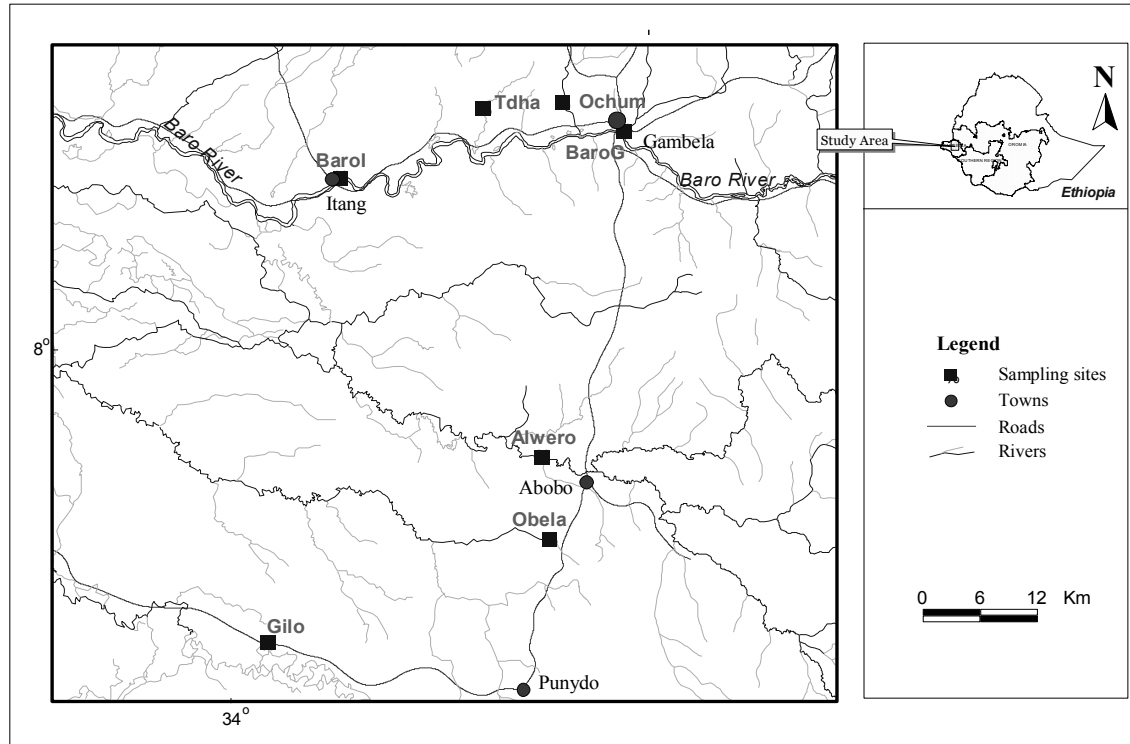 Tdha
Ochum
Baro River
BaroI
BaroG
Gambela
Itang
Baro River
8°
Alwero
Abobo
Obela
Gilo
Punydo
34°
N
Study Area
Ethiopia
Legend
Sampling sites
Towns
Roads
Rivers
0 6 12 Km